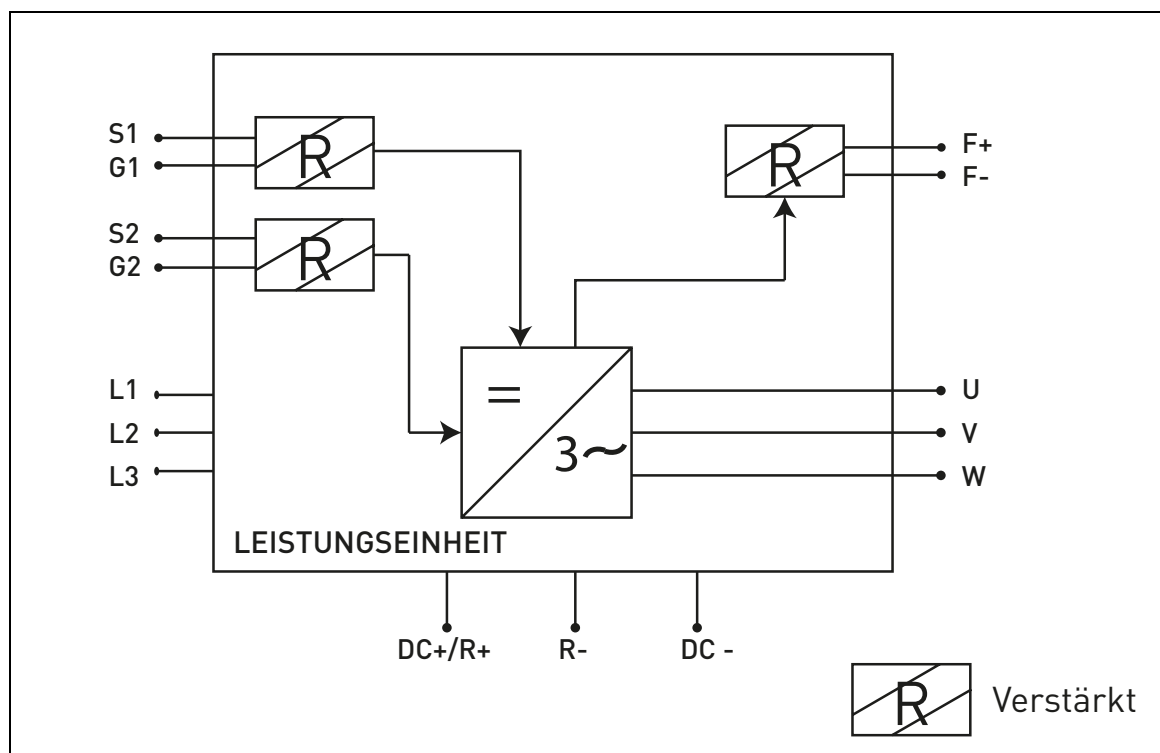 S1
G1
R
R
F+
F-
S2
G2
R
L1
L2
L3
=
3~
U
V
W
LEISTUNGSEINHEIT
DC+/R+
R-
DC -
R
Verstärkt